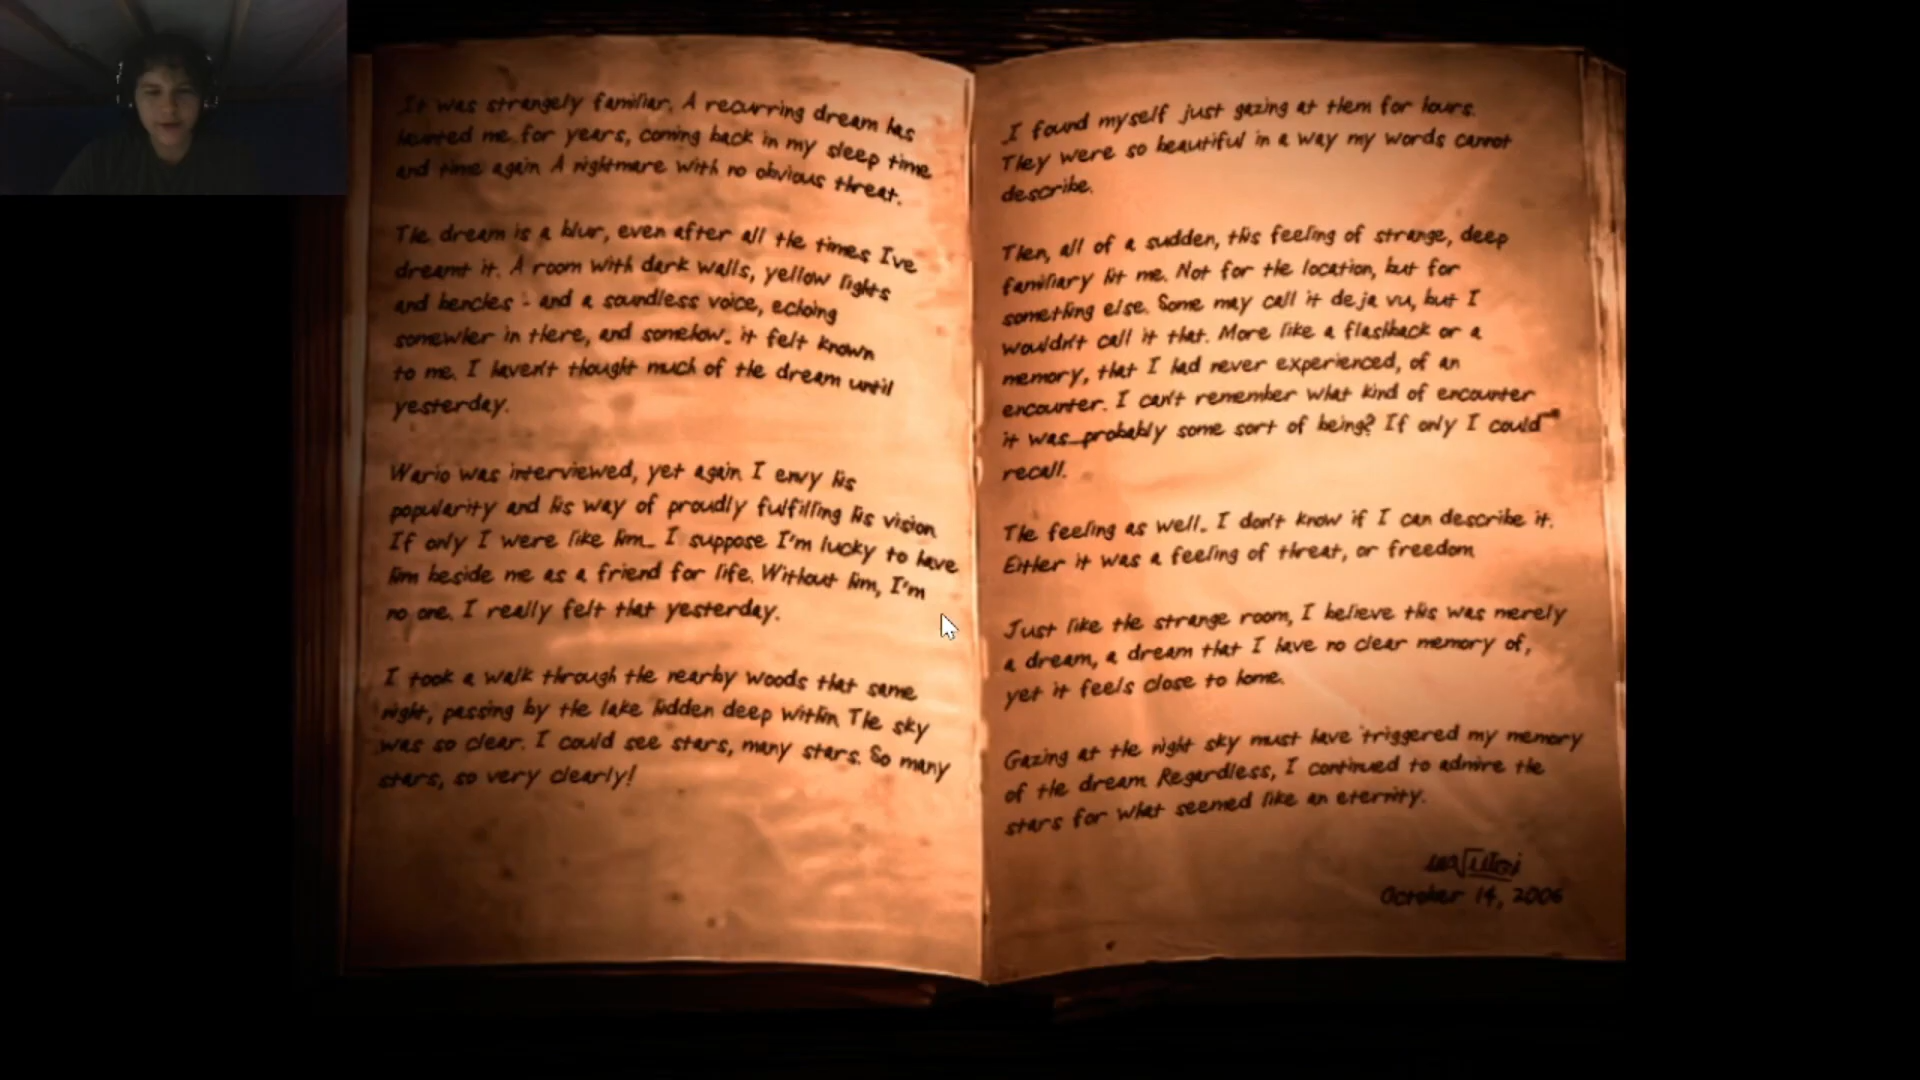 It was strangely familiar. A recurring dream has
haunted me for years, coming back in my sleep time
and time again. A nightmare with no obvious threat.
The dream is a blur, even after all the times I've
dreamt it. A room with dark walls, yellow lights
and benches - and a soundless voice, echoing
somewher in there, and somehow.. it felt known
to me. I haven't thought much of the dream until
yesterday.
Wario was interviewed, yet again. I envy his
popularity and his way of proudly fulfilling his vision.
If only I were like him... I suppose I'm lucky to have
him beside me as a friend for life. Without him, I'm
no one. I really felt that yesterday.
I took a walk through the nearby woods that same
night, passing by the lake hidden deep within. The sky
was so clear. I could see stars, many stars. So many
stars, so very clearly!
I found myself just gazing at them for hours.
They were so beautiful in a way my words cannot
describe.
Then, all of a sudden, this feeling of strange, deep
familiary hit me. Not for the location, but for
something else. Some may call it deja vu, but I
wouldn't call it that. More like a flashback or a
memory, that I had never experienced, of an
encounter. I can't remember what kind of encounter
it was...probably some sort of being? If only I could
recall.
The feeling as well.. I don't know if I can describe it.
Either it was a feeling of threat, or freedom.
Just like the strange room, I believe this was merely
a dream, a dream that I have no clear memory of,
yet it feels close to home.
Gazing at the night sky must have triggered my memory
of the dream. Regardless, I continued to admire the
stars for what seemed like an eternity.
October 14, 2006